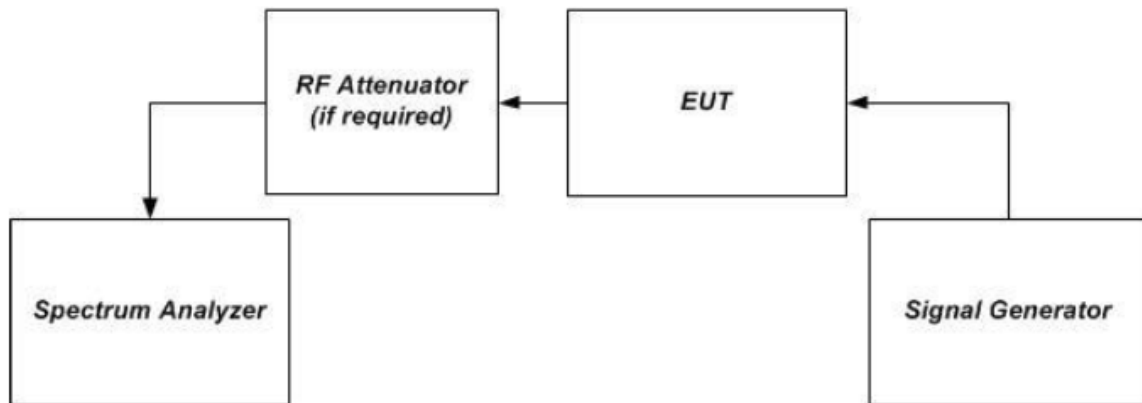 RF Attenuator
(if required)
EUT
Spectrum Analyzer
Signal Generator